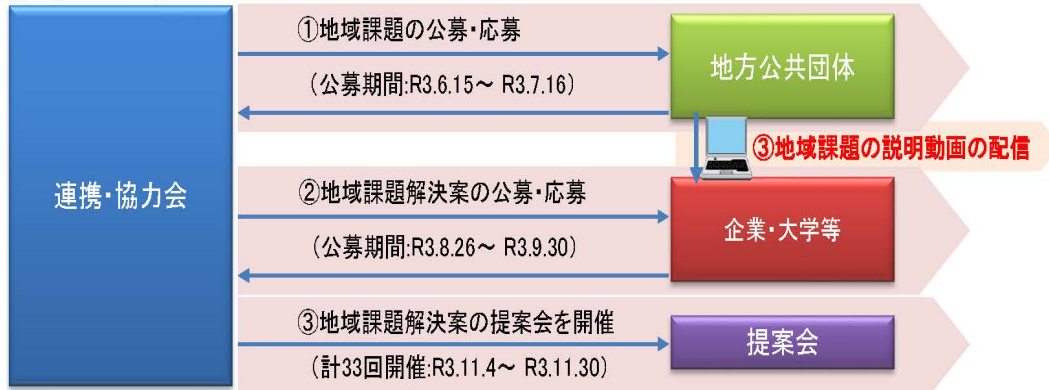 連携・協力会
①地域課題の公募・応募
（公募期間:R3.6.15～ R3.7.16）
地方公共団体
③地域課題の説明動画の配信
②地域課題解決案の公募・応募
（公募期間:R3.8.26～ R3.9.30）
企業・大学等
③地域課題解決案の提案会を開催
（計33回開催:R3.11.4～ R3.11.30）
提案会